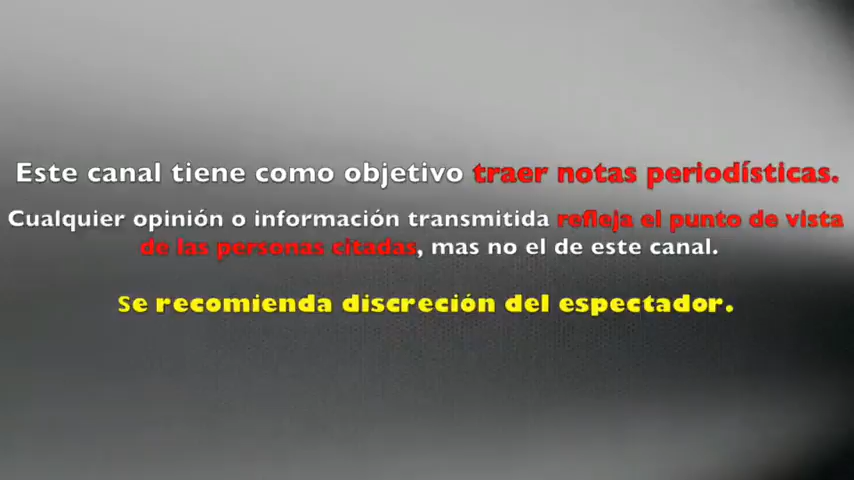 Este canal tiene como objetivo traer notas periodísticas.
Cualquier opinión o información transmitida refleja el punto de vista
de las personas citadas, mas no el de este canal.
Se recomienda discreción del espectador.